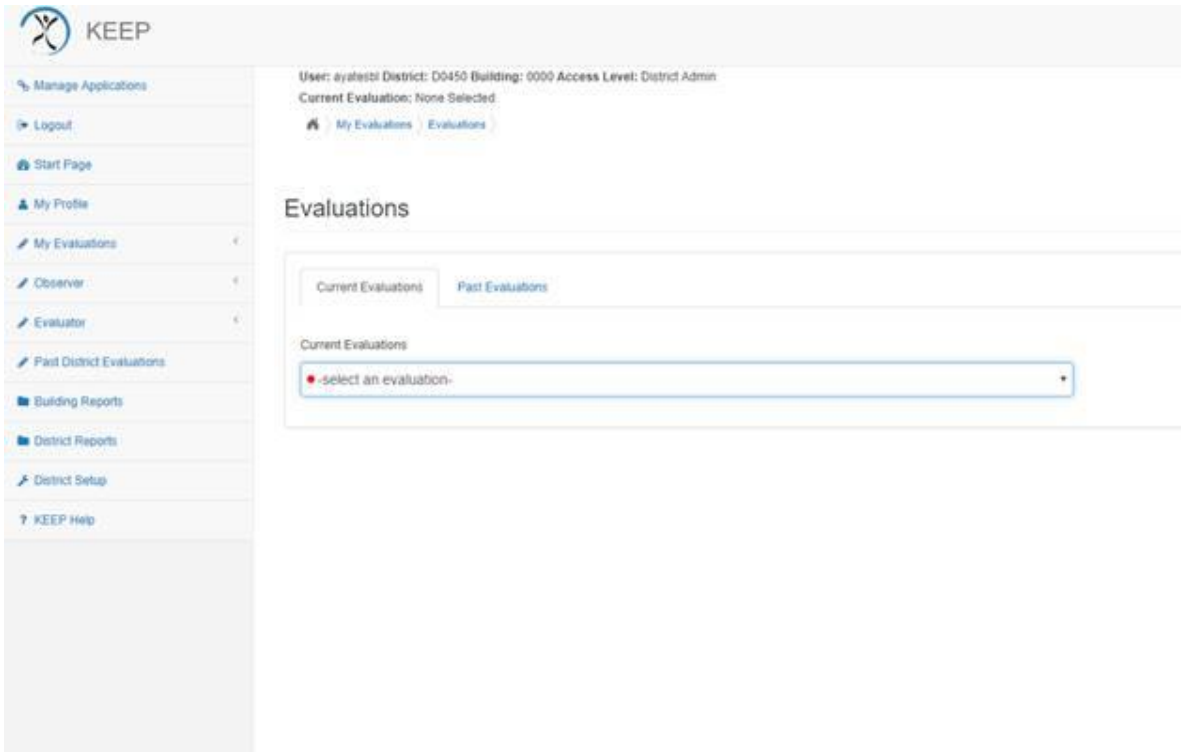 KEEP
Manage Applications
Logout
Start Page
My Profile
My Evaluations
Observer
Evaluator
Past District Evaluations
Building Reports
District Reports
District Setup
? KEEP Help
User: ayatesbl District: D0450 Building: 0000 Access Level: District Admin
Current Evaluation: None Selected
My Evaluations Evaluations
Evaluations
Current Evaluations Past Evaluations
Current Evaluations
-select an evaluation-